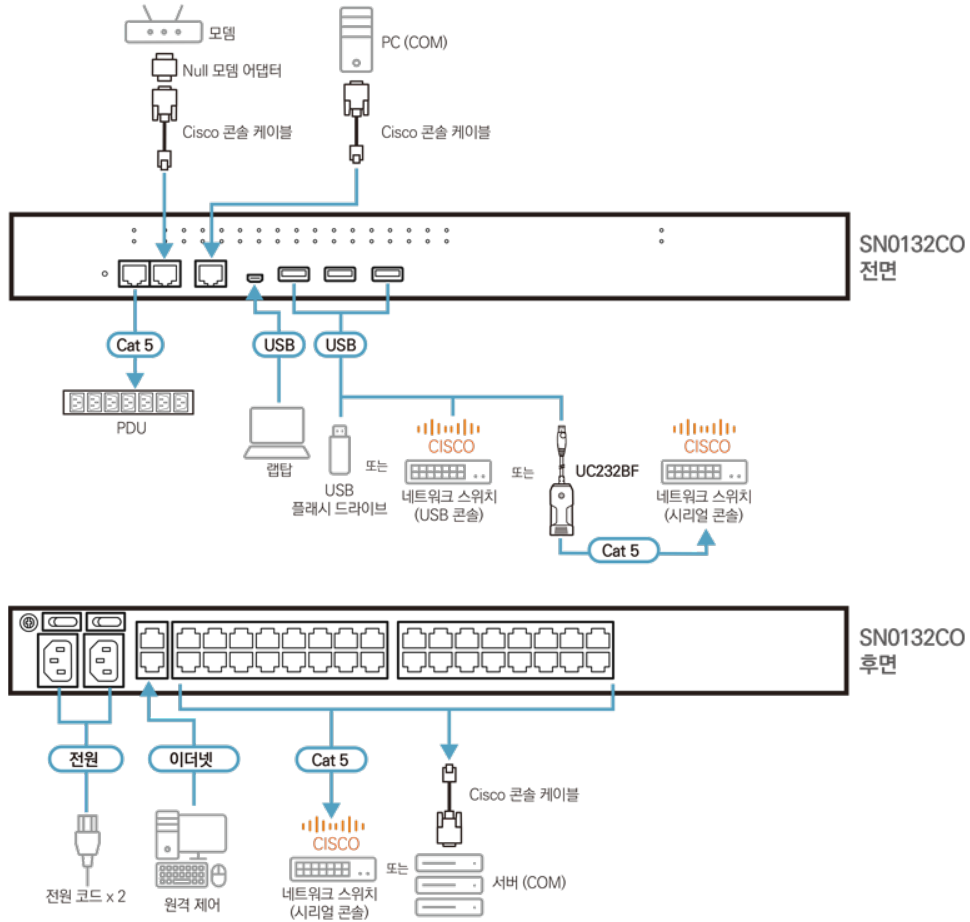 모뎀
PC (COM)
Null 모뎀 어댑터
Cisco 콘솔 케이블
Cisco 콘솔 케이블
SN0132CO
전면
Cat 5
USB
USB
PDU
랩탑
USB
플래시 드라이브
또는
CISCO
네트워크 스위치
(USB 콘솔)
또는
UC232BF
CISCO
네트워크 스위치
(시리얼 콘솔)
Cat 5
SN0132CO
후면
전원
이더넷
Cat 5
Cisco 콘솔 케이블
전원 코드 x 2
원격 제어
CISCO
네트워크 스위치
(시리얼 콘솔)
또는
서버 (COM)